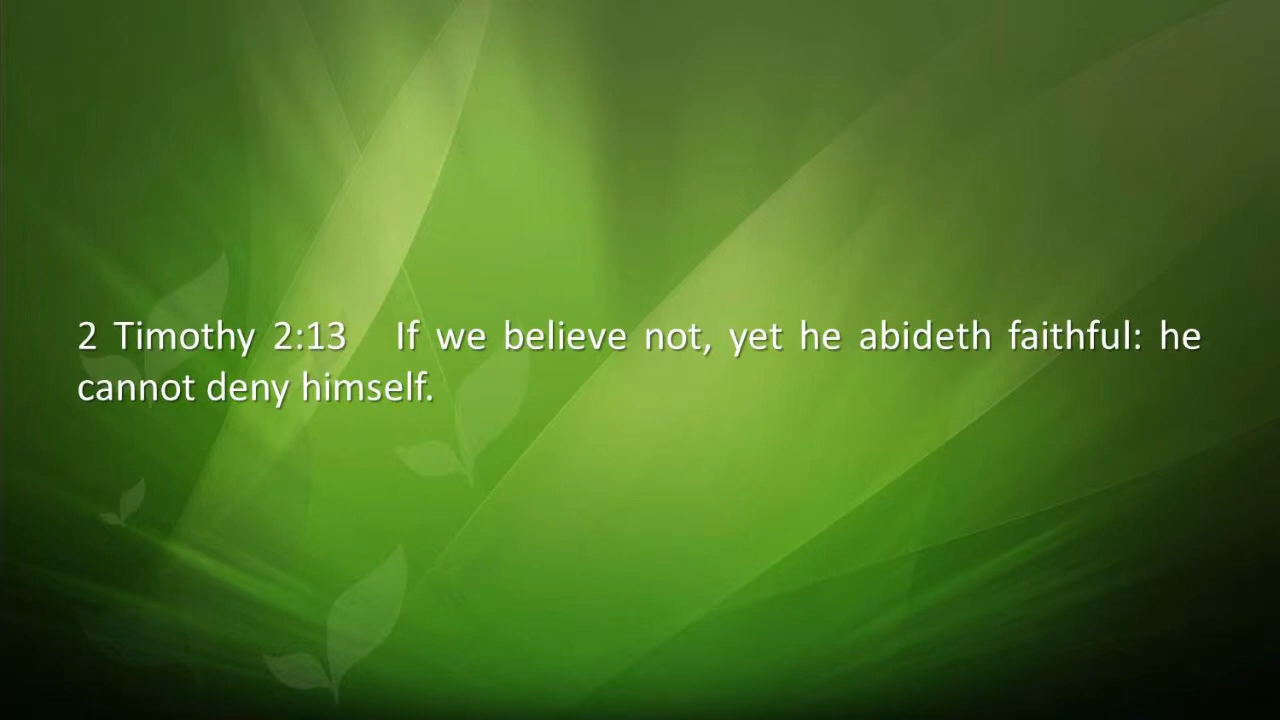 2 Timothy 2:13 If we believe not, yet he abideth faithful: he
cannot deny himself.